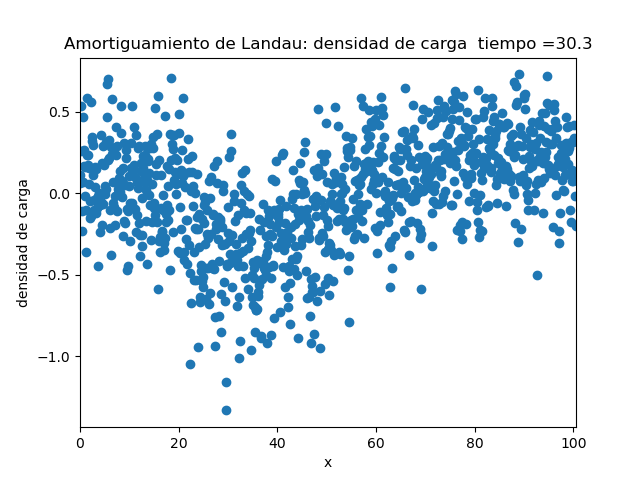 Amortiguamiento de Landau: densidad de carga  tiempo =30.3
densidad de carga
0.5
0.0
−0.5
−1.0
0 20 40 60 80 100
x